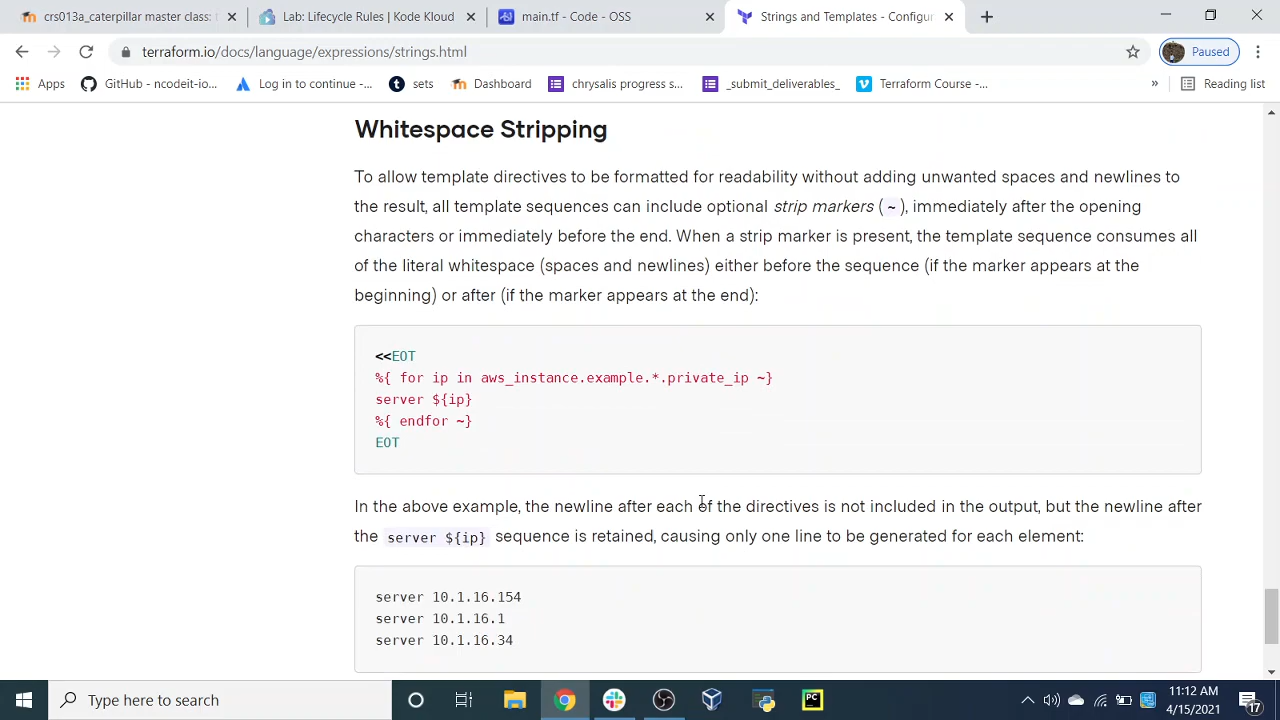 crs013a_caterpillar master class: t
Lab: Lifecycle Rules | Kode Kloud
main.tf - Code - OSS
Strings and Templates - Configur
terraform.io/docs/language/expressions/strings.html
Paused
Apps
GitHub - ncodeit-io...
Log in to continue -...
sets
Dashboard
chrysalis progress s...
_submit_deliverables_
Terraform Course -...
»
Reading list
Whitespace Stripping
To allow template directives to be formatted for readability without adding unwanted spaces and newlines to
the result, all template sequences can include optional strip markers ( ~ ), immediately after the opening
characters or immediately before the end. When a strip marker is present, the template sequence consumes all
of the literal whitespace (spaces and newlines) either before the sequence (if the marker appears at the
beginning) or after (if the marker appears at the end):
<<EOT
%{ for ip in aws_instance.example.*.private_ip ~}
server ${ip}
%{ endfor ~}
EOT
In the above example, the newline after each of the directives is not included in the output, but the newline after
the server ${ip} sequence is retained, causing only one line to be generated for each element:
server 10.1.16.154
server 10.1.16.1
server 10.1.16.34
Type here to search
PC
11:12 AM
4/15/2021
17